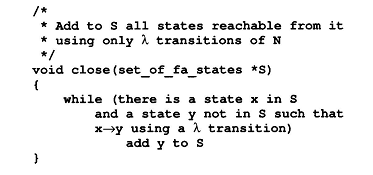 /*
* Add to S all states reachable from it
* using only λ transitions of N
*/
void close(set_of_fa_states *S)
{
while (there is a state x in S
and a state y not in S such that
x→y using a λ transition)
add y to S
}